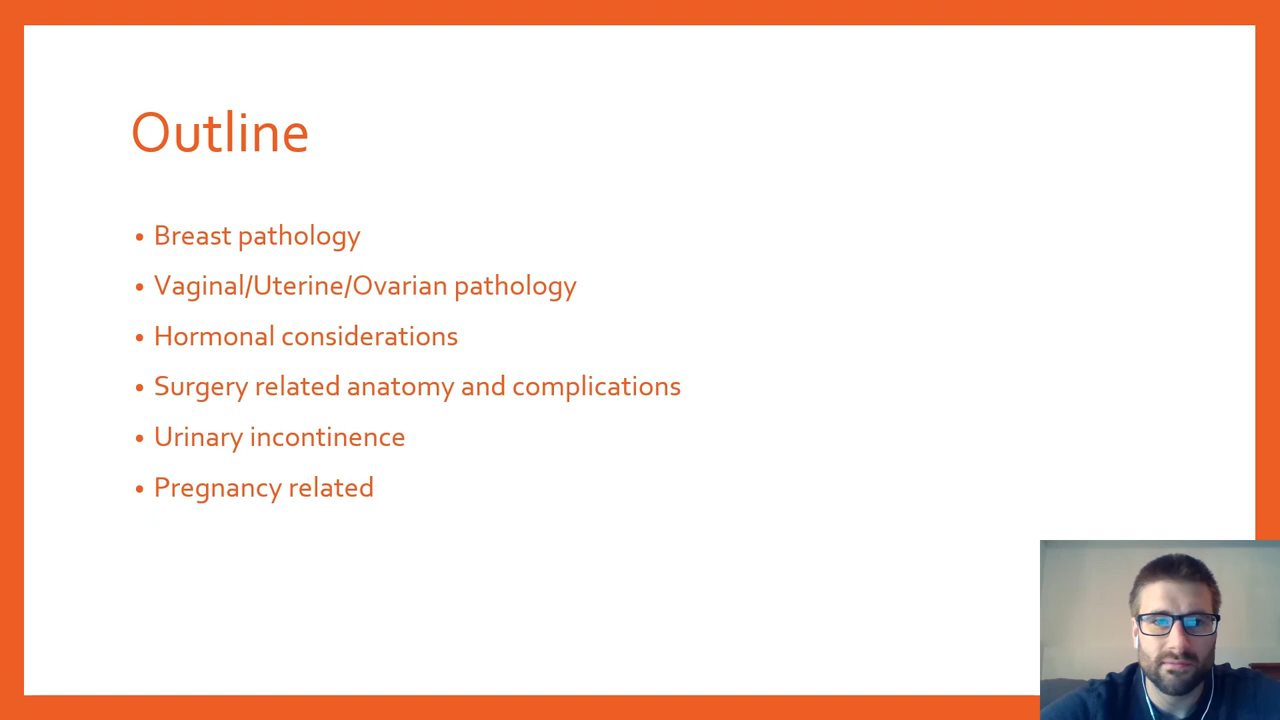 Outline
• Breast pathology
• Vaginal/Uterine/Ovarian pathology
• Hormonal considerations
• Surgery related anatomy and complications
• Urinary incontinence
• Pregnancy related